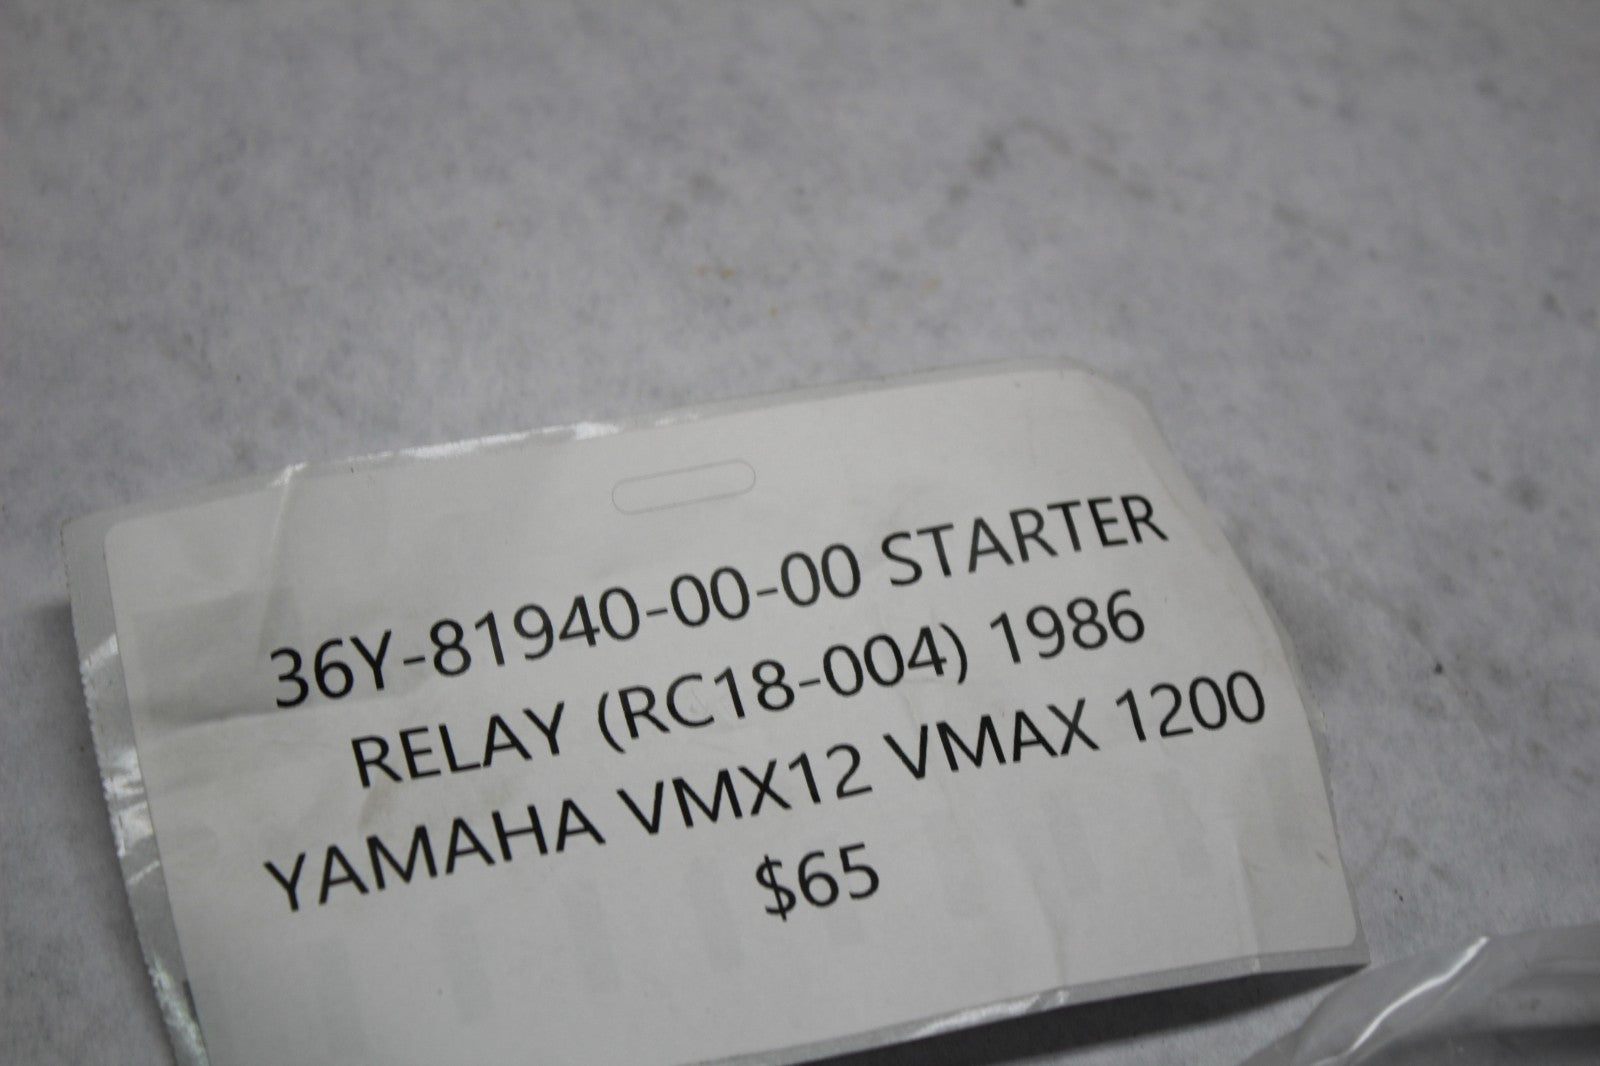 36Y-81940-00-00 STARTER
RELAY (RC18-004) 1986
YAMAHA VMX12 VMAX 1200
$65